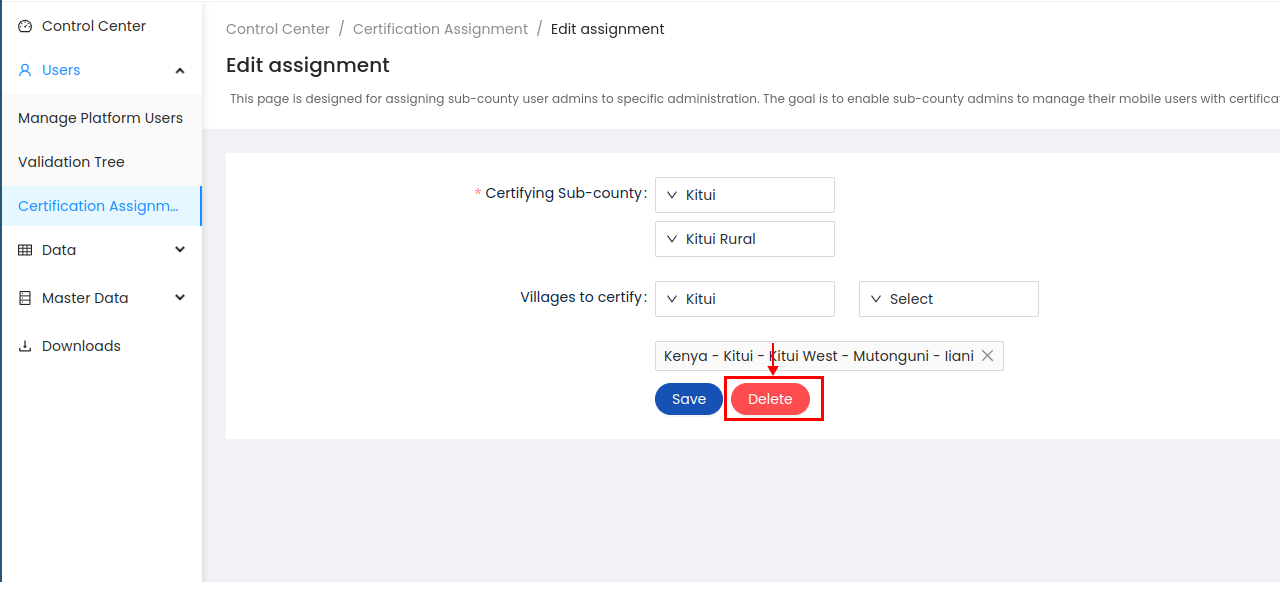 Control Center
Users
Manage Platform Users
Validation Tree
Certification Assignm...
Data
Master Data
Downloads
Control Center / Certification Assignment / Edit assignment
Edit assignment
This page is designed for assigning sub-county user admins to specific administration. The goal is to enable sub-county admins to manage their mobile users with certifica
* Certifying Sub-county: Kitui
Kitui Rural
Villages to certify: Kitui Select
Kenya - Kitui - Kitui West - Mutonguni - Iiani
Save Delete